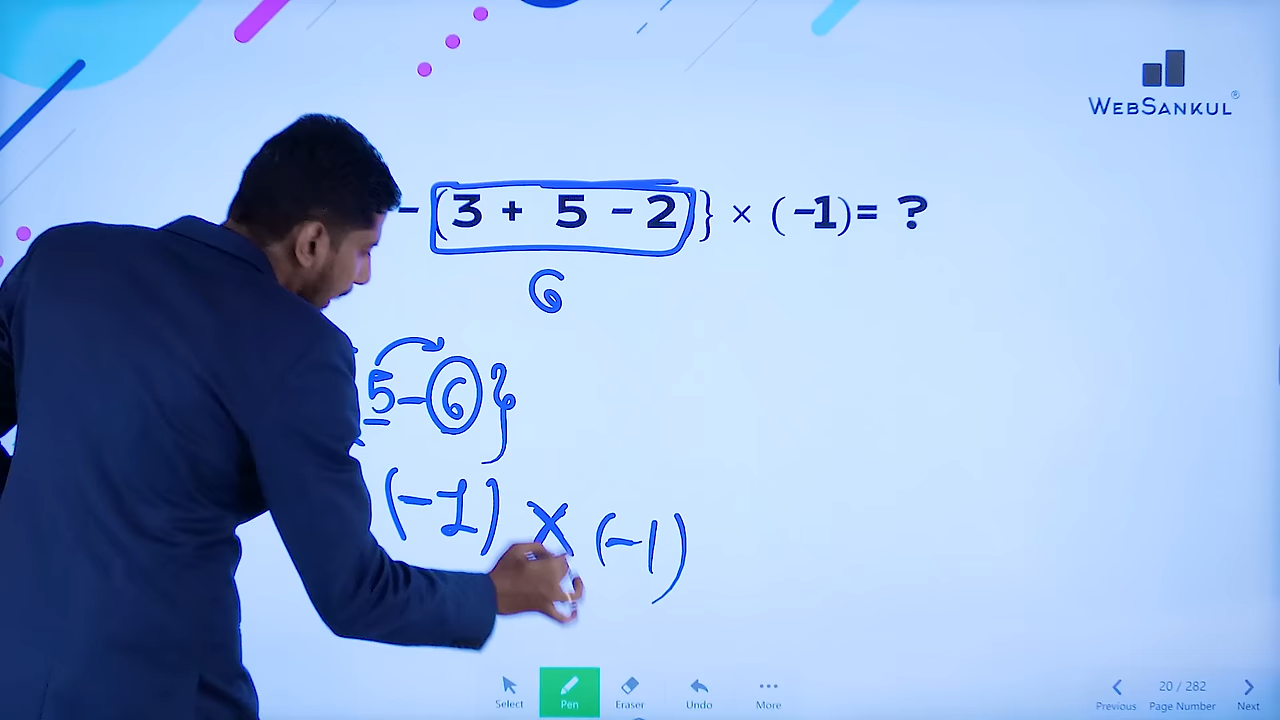 WEBSANKUL®
- (3 + 5 - 2)} × (-1) = ?
6
5-6}
(-1) × (-1)
Select Pen Eraser Undo More
20 / 282
Previous Page Number Next